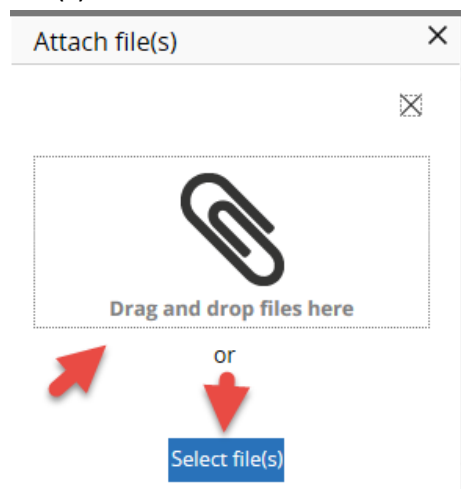 Attach file(s)
Drag and drop files here
or
Select file(s)